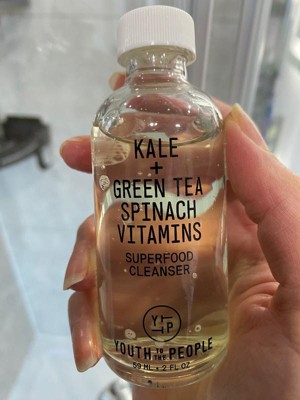 KALE
+
GREEN TEA
SPINACH
VITAMINS
SUPERFOOD
CLEANSER
YTTP
YOUTH TO THE PEOPLE
59 ML • 2 FL OZ